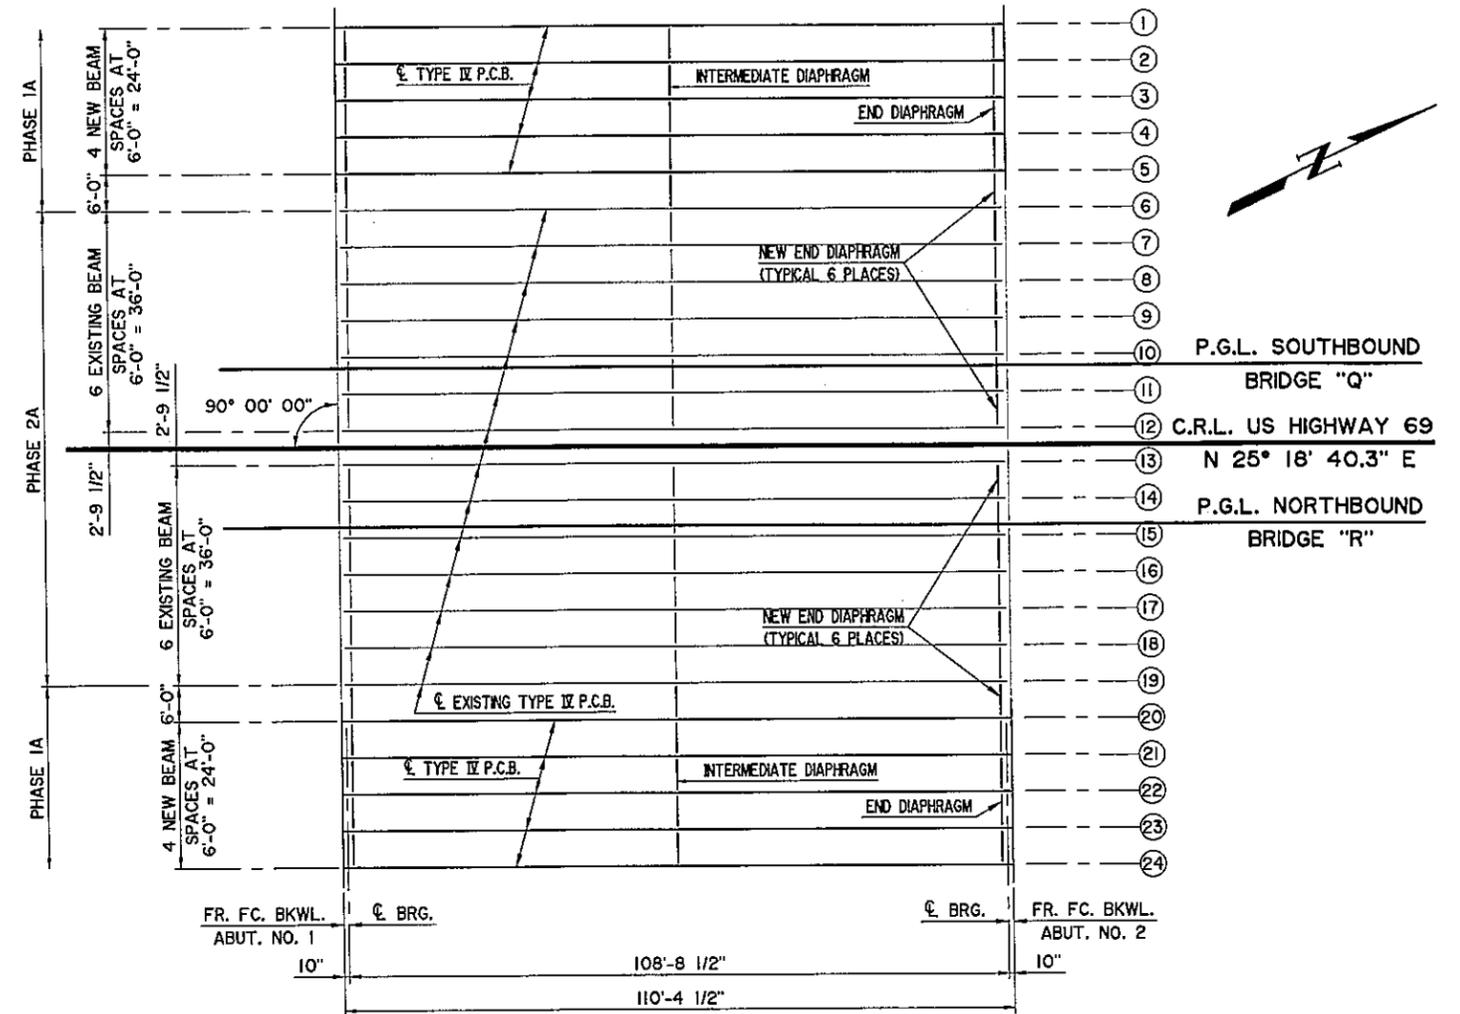 PHASE 1A
4 NEW BEAM
SPACES AT
6'-0" = 24'-0"
6'-0"
PHASE 2A
6 EXISTING BEAM
SPACES AT
6'-0" = 36'-0"
2'-9 1/2"
90° 00' 00"
2'-9 1/2"
6 EXISTING BEAM
SPACES AT
6'-0" = 36'-0"
6'-0"
PHASE 1A
4 NEW BEAM
SPACES AT
6'-0" = 24'-0"
℄ TYPE IV P.C.B.
INTERMEDIATE DIAPHRAGM
END DIAPHRAGM
NEW END DIAPHRAGM
(TYPICAL 6 PLACES)
NEW END DIAPHRAGM
(TYPICAL 6 PLACES)
℄ EXISTING TYPE IV P.C.B.
℄ TYPE IV P.C.B.
INTERMEDIATE DIAPHRAGM
END DIAPHRAGM
1
2
3
4
5
6
7
8
9
10
11
12
13
14
15
16
17
18
19
20
21
22
23
24
N
P.G.L. SOUTHBOUND
BRIDGE "Q"
C.R.L. US HIGHWAY 69
N 25° 18' 40.3" E
P.G.L. NORTHBOUND
BRIDGE "R"
FR. FC. BKWL.
ABUT. NO. 1
℄ BRG.
℄ BRG.
FR. FC. BKWL.
ABUT. NO. 2
10"
108'-8 1/2"
10"
110'-4 1/2"